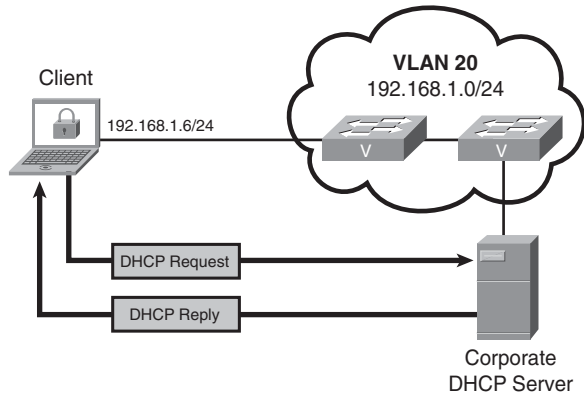 VLAN 20
192.168.1.0/24
Client
192.168.1.6/24
V
V
DHCP Request
DHCP Reply
Corporate
DHCP Server